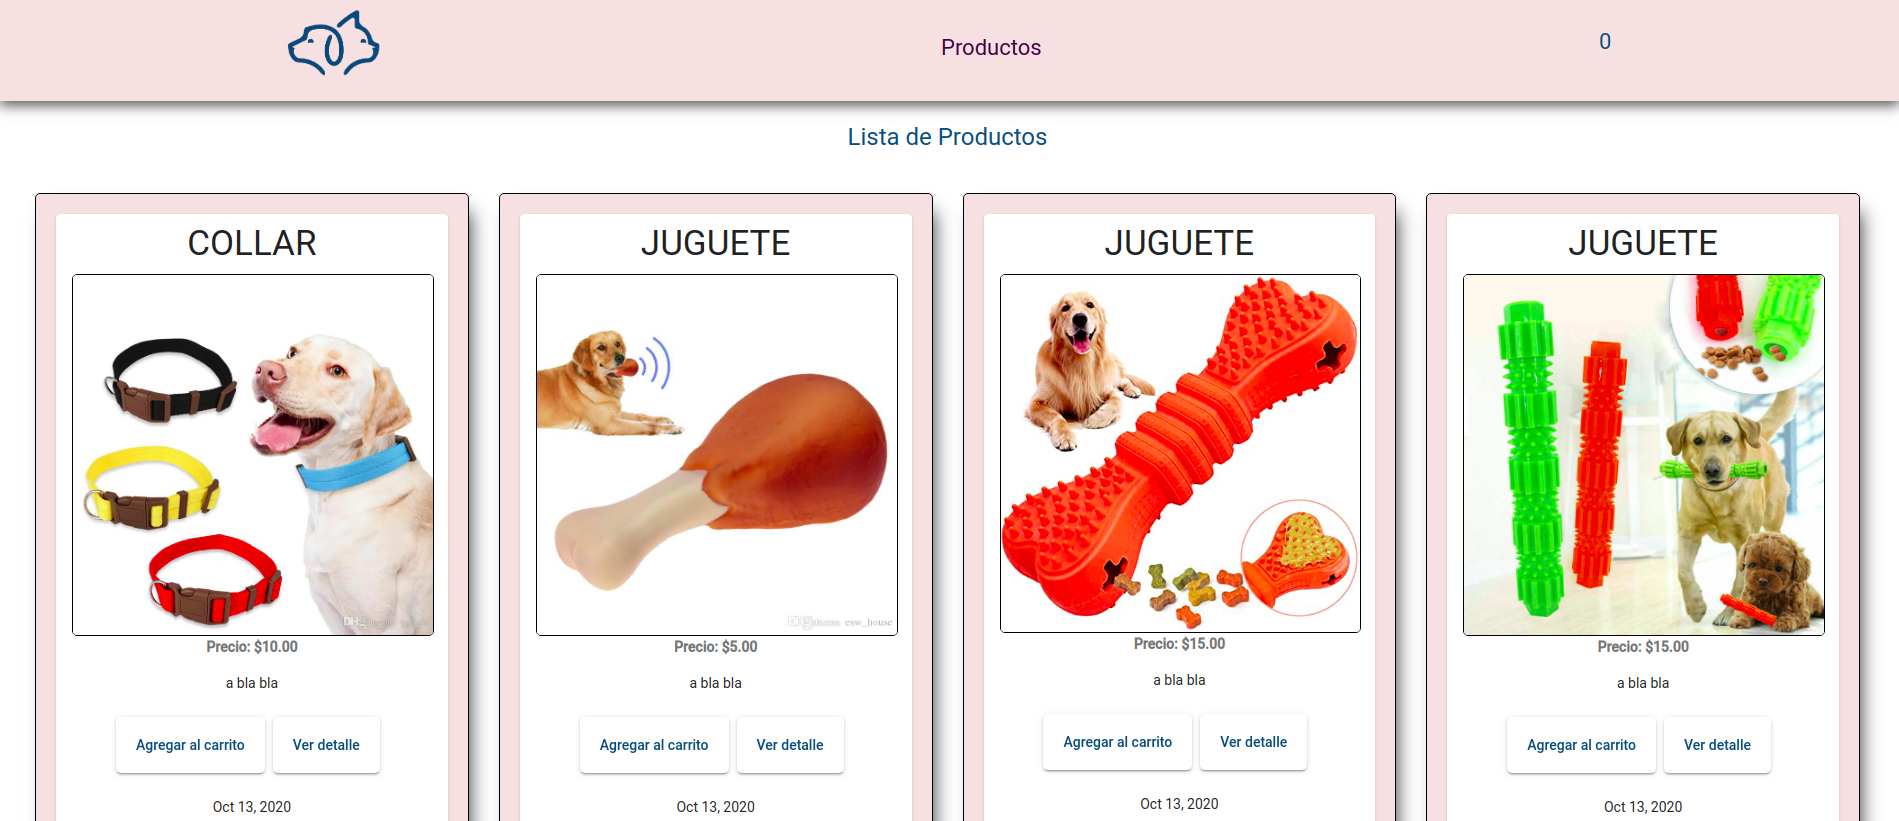 Productos
0
Lista de Productos
COLLAR
Precio: $10.00
a bla bla
Agregar al carrito
Ver detalle
Oct 13, 2020
JUGUETE
esw_house
Precio: $5.00
a bla bla
Agregar al carrito
Ver detalle
Oct 13, 2020
JUGUETE
Precio: $15.00
a bla bla
Agregar al carrito
Ver detalle
Oct 13, 2020
JUGUETE
Precio: $15.00
a bla bla
Agregar al carrito
Ver detalle
Oct 13, 2020